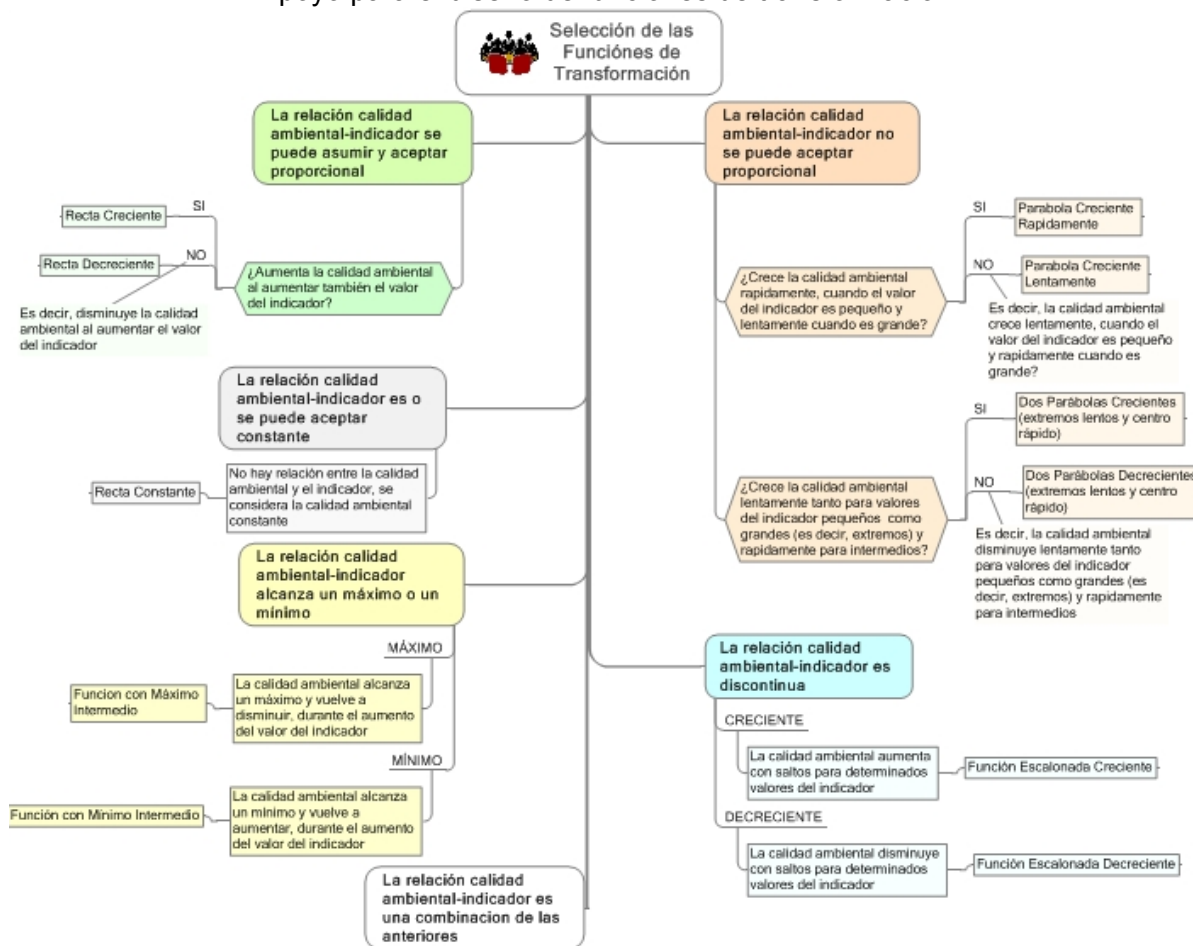 Selección de las
Funciónes de
Transformación
La relación calidad
ambiental-indicador se
puede asumir y aceptar
proporcional
SI
Recta Creciente
NO
Recta Decreciente
¿Aumenta la calidad ambiental
al aumentar también el valor
del indicador?
Es decir, disminuye la calidad
ambiental al aumentar el valor
del indicador
La relación calidad
ambiental-indicador es o
se puede aceptar
constante
Recta Constante
No hay relación entre la calidad
ambiental y el indicador, se
considera la calidad ambiental
constante
La relación calidad
ambiental-indicador
alcanza un máximo o un
mínimo
MÁXIMO
Funcion con Máximo
Intermedio
La calidad ambiental alcanza
un máximo y vuelve a
disminuir, durante el aumento
del valor del indicador
MÍNIMO
Función con Mínimo Intermedio
La calidad ambiental alcanza
un mínimo y vuelve a
aumentar, durante el aumento
del valor del indicador
La relación calidad
ambiental-indicador es
una combinacion de las
anteriores
La relación calidad
ambiental-indicador no
se puede aceptar
proporcional
¿Crece la calidad ambiental
rapidamente, cuando el valor
del indicador es pequeño y
lentamente cuando es grande?
SI
Parabola Creciente
Rapidamente
NO
Parabola Creciente
Lentamente
Es decir, la calidad ambiental
crece lentamente, cuando el
valor del indicador es pequeño
y rapidamente cuando es
grande?
¿Crece la calidad ambiental
lentamente tanto para valores
del indicador pequeños como
grandes (es decir, extremos) y
rapidamente para intermedios?
SI
Dos Parábolas Crecientes
(extremos lentos y centro
rápido)
NO
Dos Parábolas Decrecientes
(extremos lentos y centro
rápido)
Es decir, la calidad ambiental
disminuye lentamente tanto
para valores del indicador
pequeños como grandes (es
decir, extremos) y rapidamente
para intermedios
La relación calidad
ambiental-indicador es
discontinua
CRECIENTE
La calidad ambiental aumenta
con saltos para determinados
valores del indicador
Función Escalonada Creciente
DECRECIENTE
La calidad ambiental disminuye
con saltos para determinados
valores del indicador
Función Escalonada Decreciente